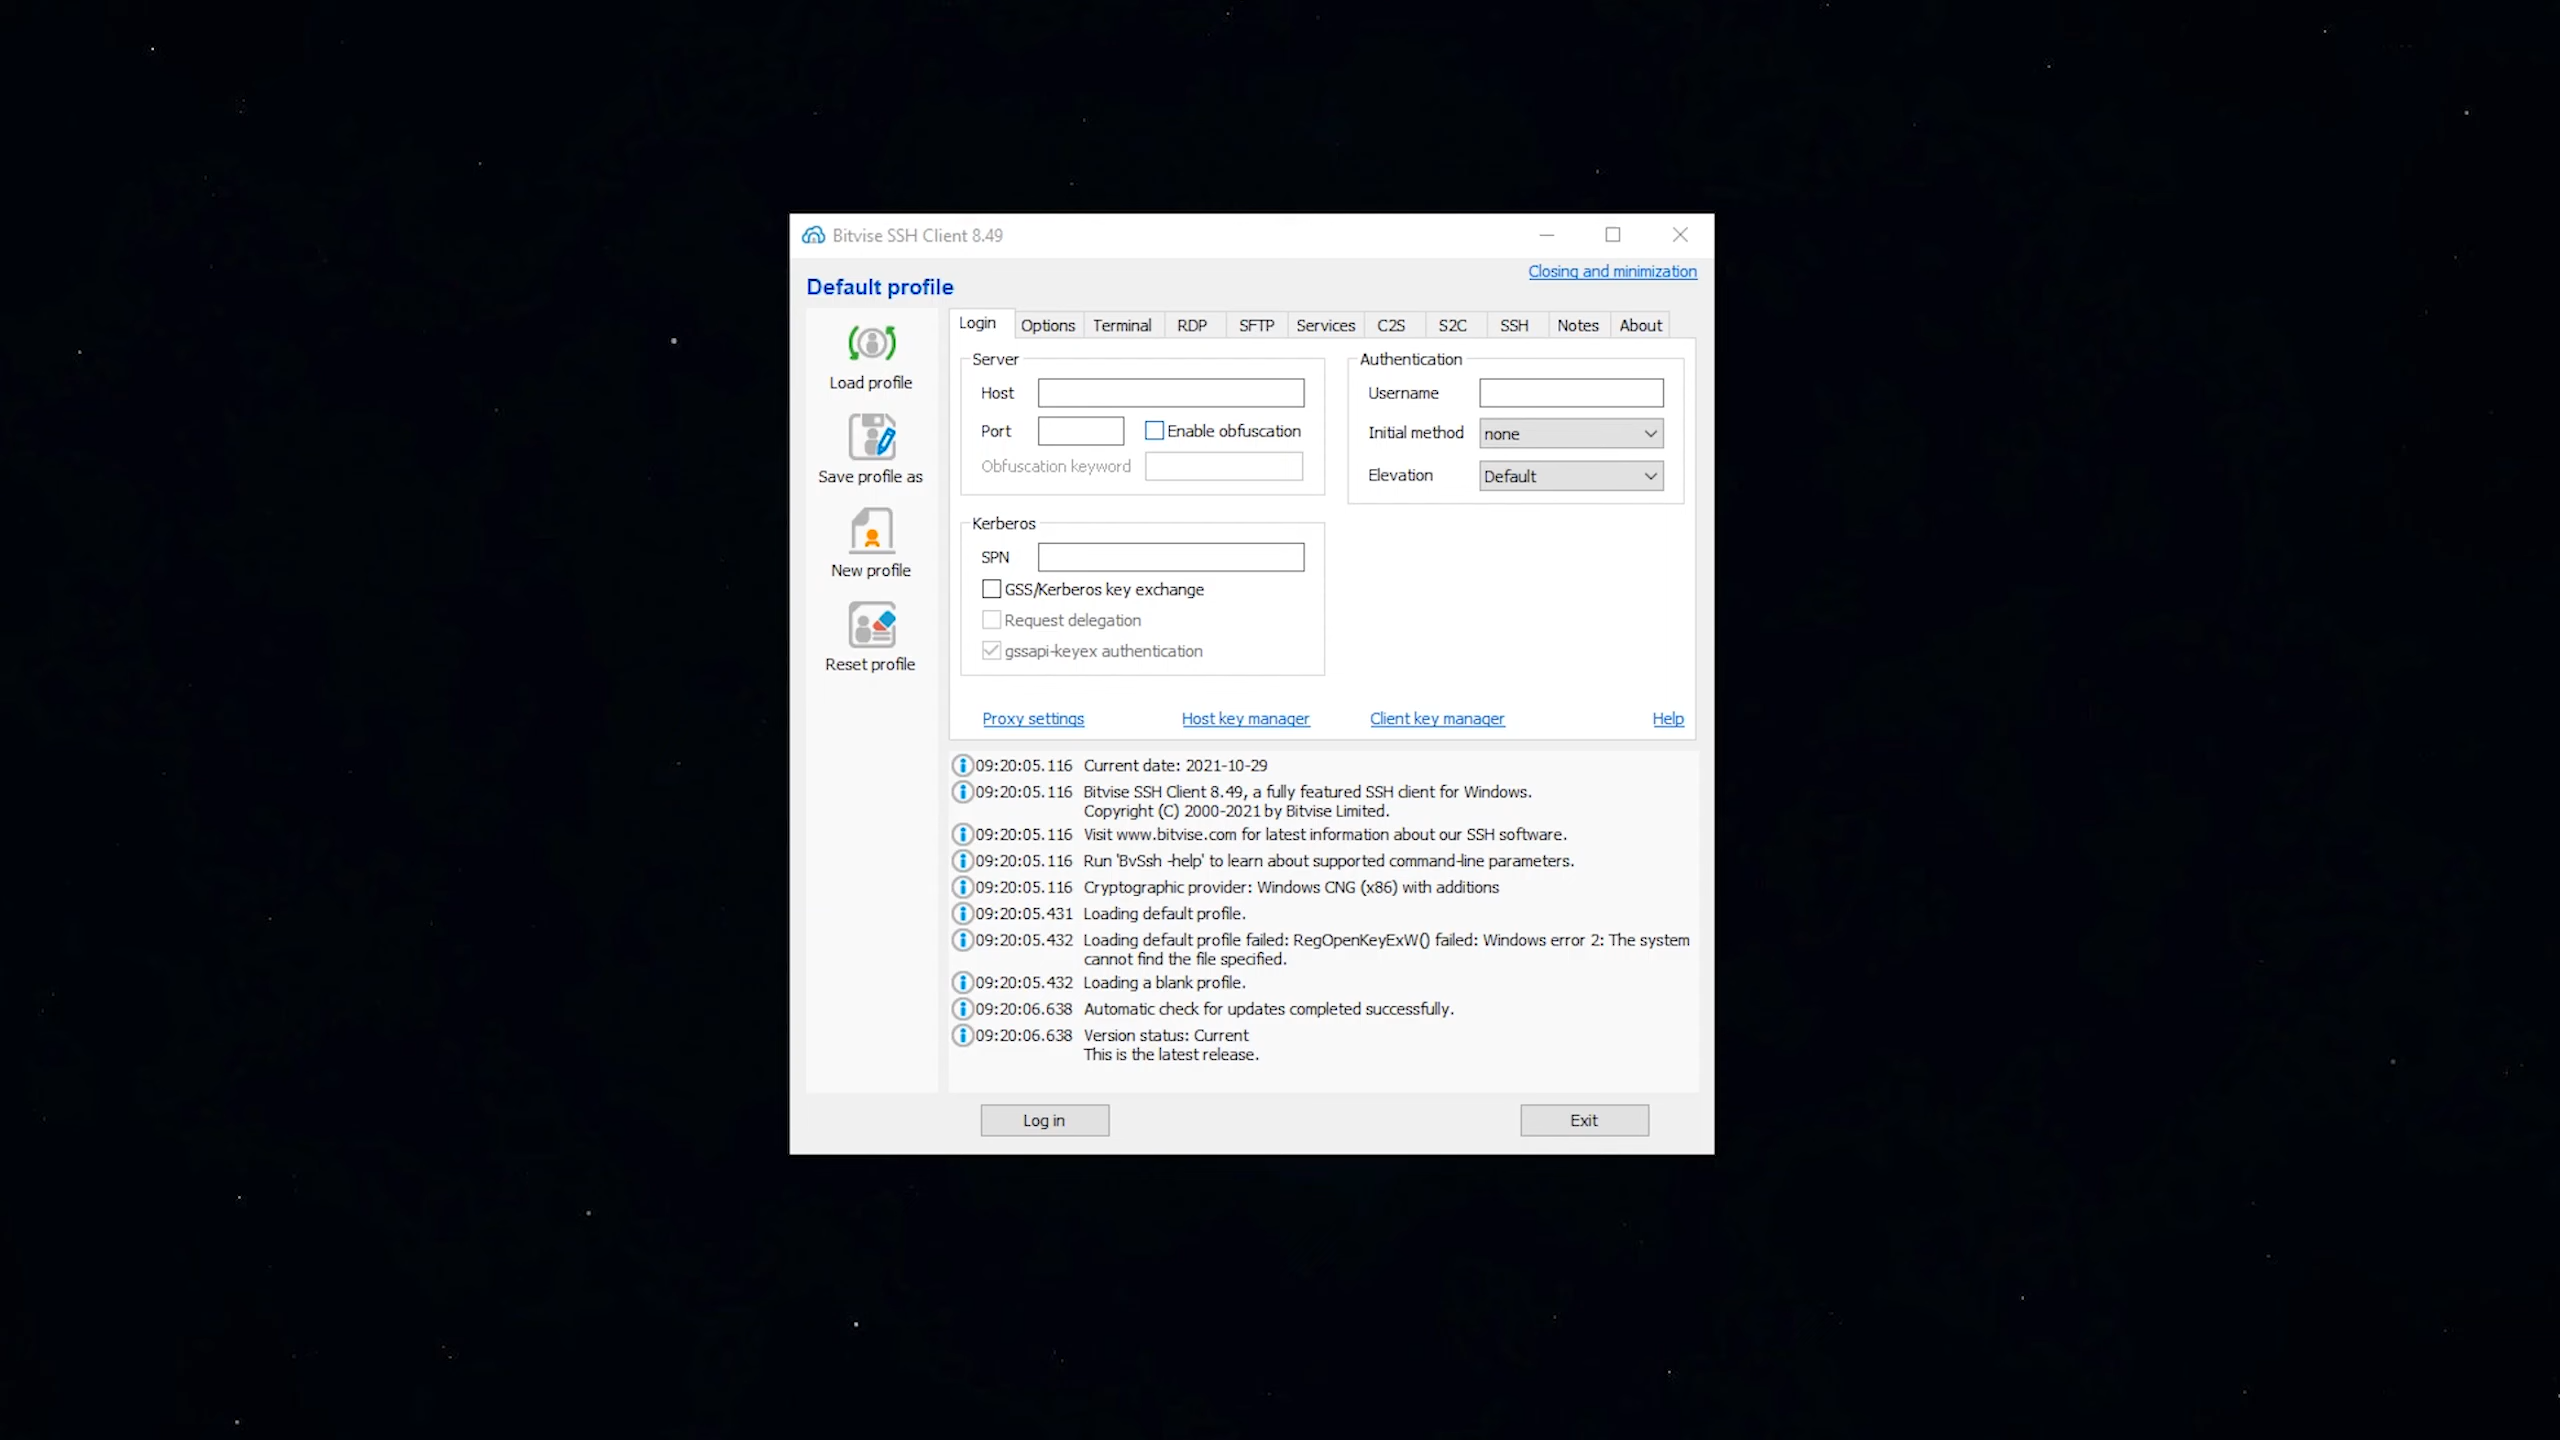 Bitvise SSH Client 8.49
Closing and minimization
Default profile
Load profile
Save profile as
New profile
Reset profile
Login Options Terminal RDP SFTP Services C2S S2C SSH Notes About
Server
Host
Port
Enable obfuscation
Obfuscation keyword
Authentication
Username
Initial method none
Elevation Default
Kerberos
SPN
GSS/Kerberos key exchange
Request delegation
gssapi-keyex authentication
Proxy settings Host key manager Client key manager Help
09:20:05.116 Current date: 2021-10-29
09:20:05.116 Bitvise SSH Client 8.49, a fully featured SSH client for Windows.
Copyright (C) 2000-2021 by Bitvise Limited.
09:20:05.116 Visit www.bitvise.com for latest information about our SSH software.
09:20:05.116 Run 'BvSsh -help' to learn about supported command-line parameters.
09:20:05.116 Cryptographic provider: Windows CNG (x86) with additions
09:20:05.431 Loading default profile.
09:20:05.432 Loading default profile failed: RegOpenKeyExW() failed: Windows error 2: The system
cannot find the file specified.
09:20:05.432 Loading a blank profile.
09:20:06.638 Automatic check for updates completed successfully.
09:20:06.638 Version status: Current
This is the latest release.
Log in Exit